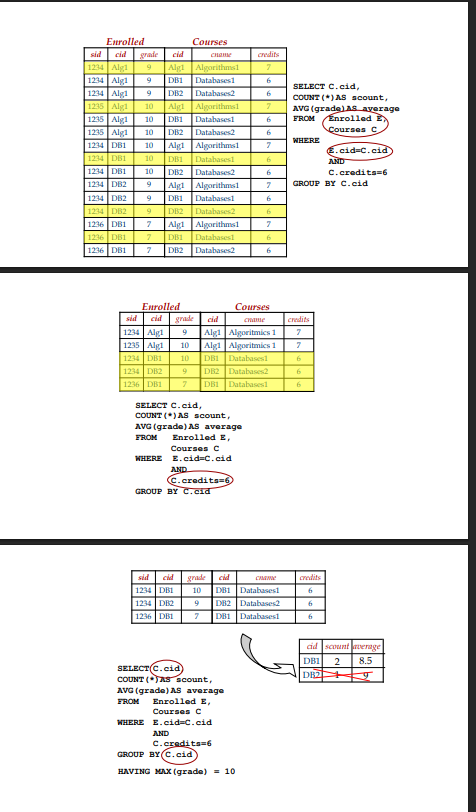 Enrolled Courses
sid cid grade cid cname credits
1234 Alg1 9 Alg1 Algorithms1 7
1234 Alg1 9 DB1 Databases1 6
1234 Alg1 9 DB2 Databases2 6
1235 Alg1 10 Alg1 Algorithms1 7
1235 Alg1 10 DB1 Databases1 6
1235 Alg1 10 DB2 Databases2 6
1234 DB1 10 Alg1 Algorithms1 7
1234 DB1 10 DB1 Databases1 6
1234 DB1 10 DB2 Databases2 6
1234 DB2 9 Alg1 Algorithms1 7
1234 DB2 9 DB1 Databases1 6
1234 DB2 9 DB2 Databases2 6
1236 DB1 7 Alg1 Algorithms1 7
1236 DB1 7 DB1 Databases1 6
1236 DB1 7 DB2 Databases2 6
SELECT C.cid,
COUNT(*)AS scount,
AVG(grade)AS average
FROM Enrolled E,
Courses C
WHERE
E.cid=C.cid
AND
C.credits=6
GROUP BY C.cid
Enrolled Courses
sid cid grade cid cname credits
1234 Alg1 9 Alg1 Algoritmics 1 7
1235 Alg1 10 Alg1 Algoritmics 1 7
1234 DB1 10 DB1 Databases1 6
1234 DB2 9 DB2 Databases2 6
1236 DB1 7 DB1 Databases1 6
SELECT C.cid,
COUNT(*)AS scount,
AVG(grade)AS average
FROM Enrolled E,
Courses C
WHERE E.cid=C.cid
AND
C.credits=6
GROUP BY C.cid
sid cid grade cid cname credits
1234 DB1 10 DB1 Databases1 6
1234 DB2 9 DB2 Databases2 6
1236 DB1 7 DB1 Databases1 6
cid scount average
DB1 2 8.5
DB2 1 9
SELECT C.cid,
COUNT(*)AS scount,
AVG(grade)AS average
FROM Enrolled E,
Courses C
WHERE E.cid=C.cid
AND
C.credits=6
GROUP BY C.cid
HAVING MAX(grade) = 10